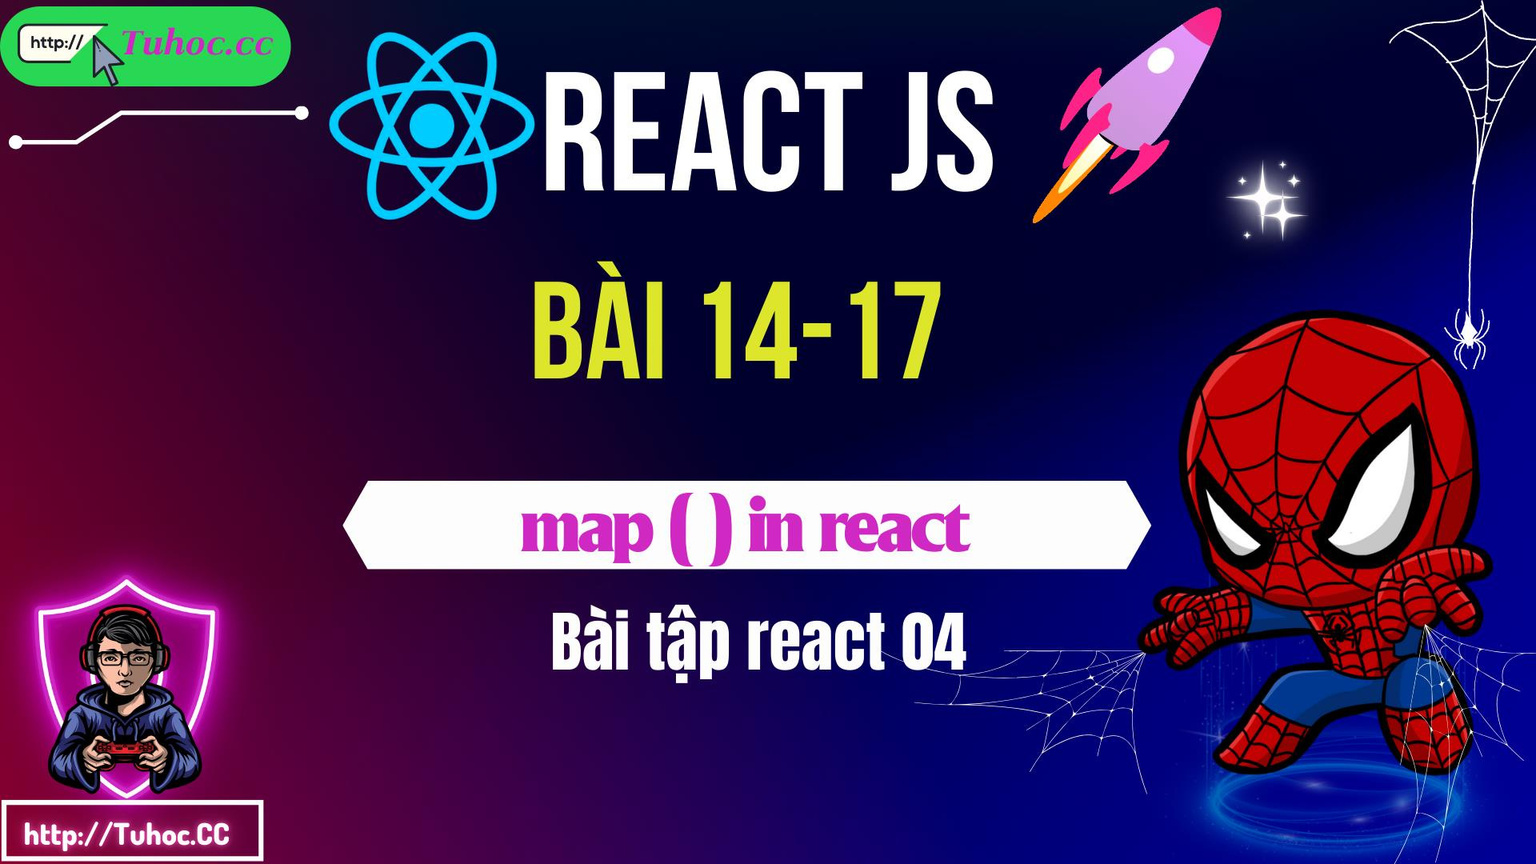 http://
Tuhoc.cc
REACT JS
BÀI 14-17
map ( ) in react
Bài tập react 04
http://Tuhoc.CC